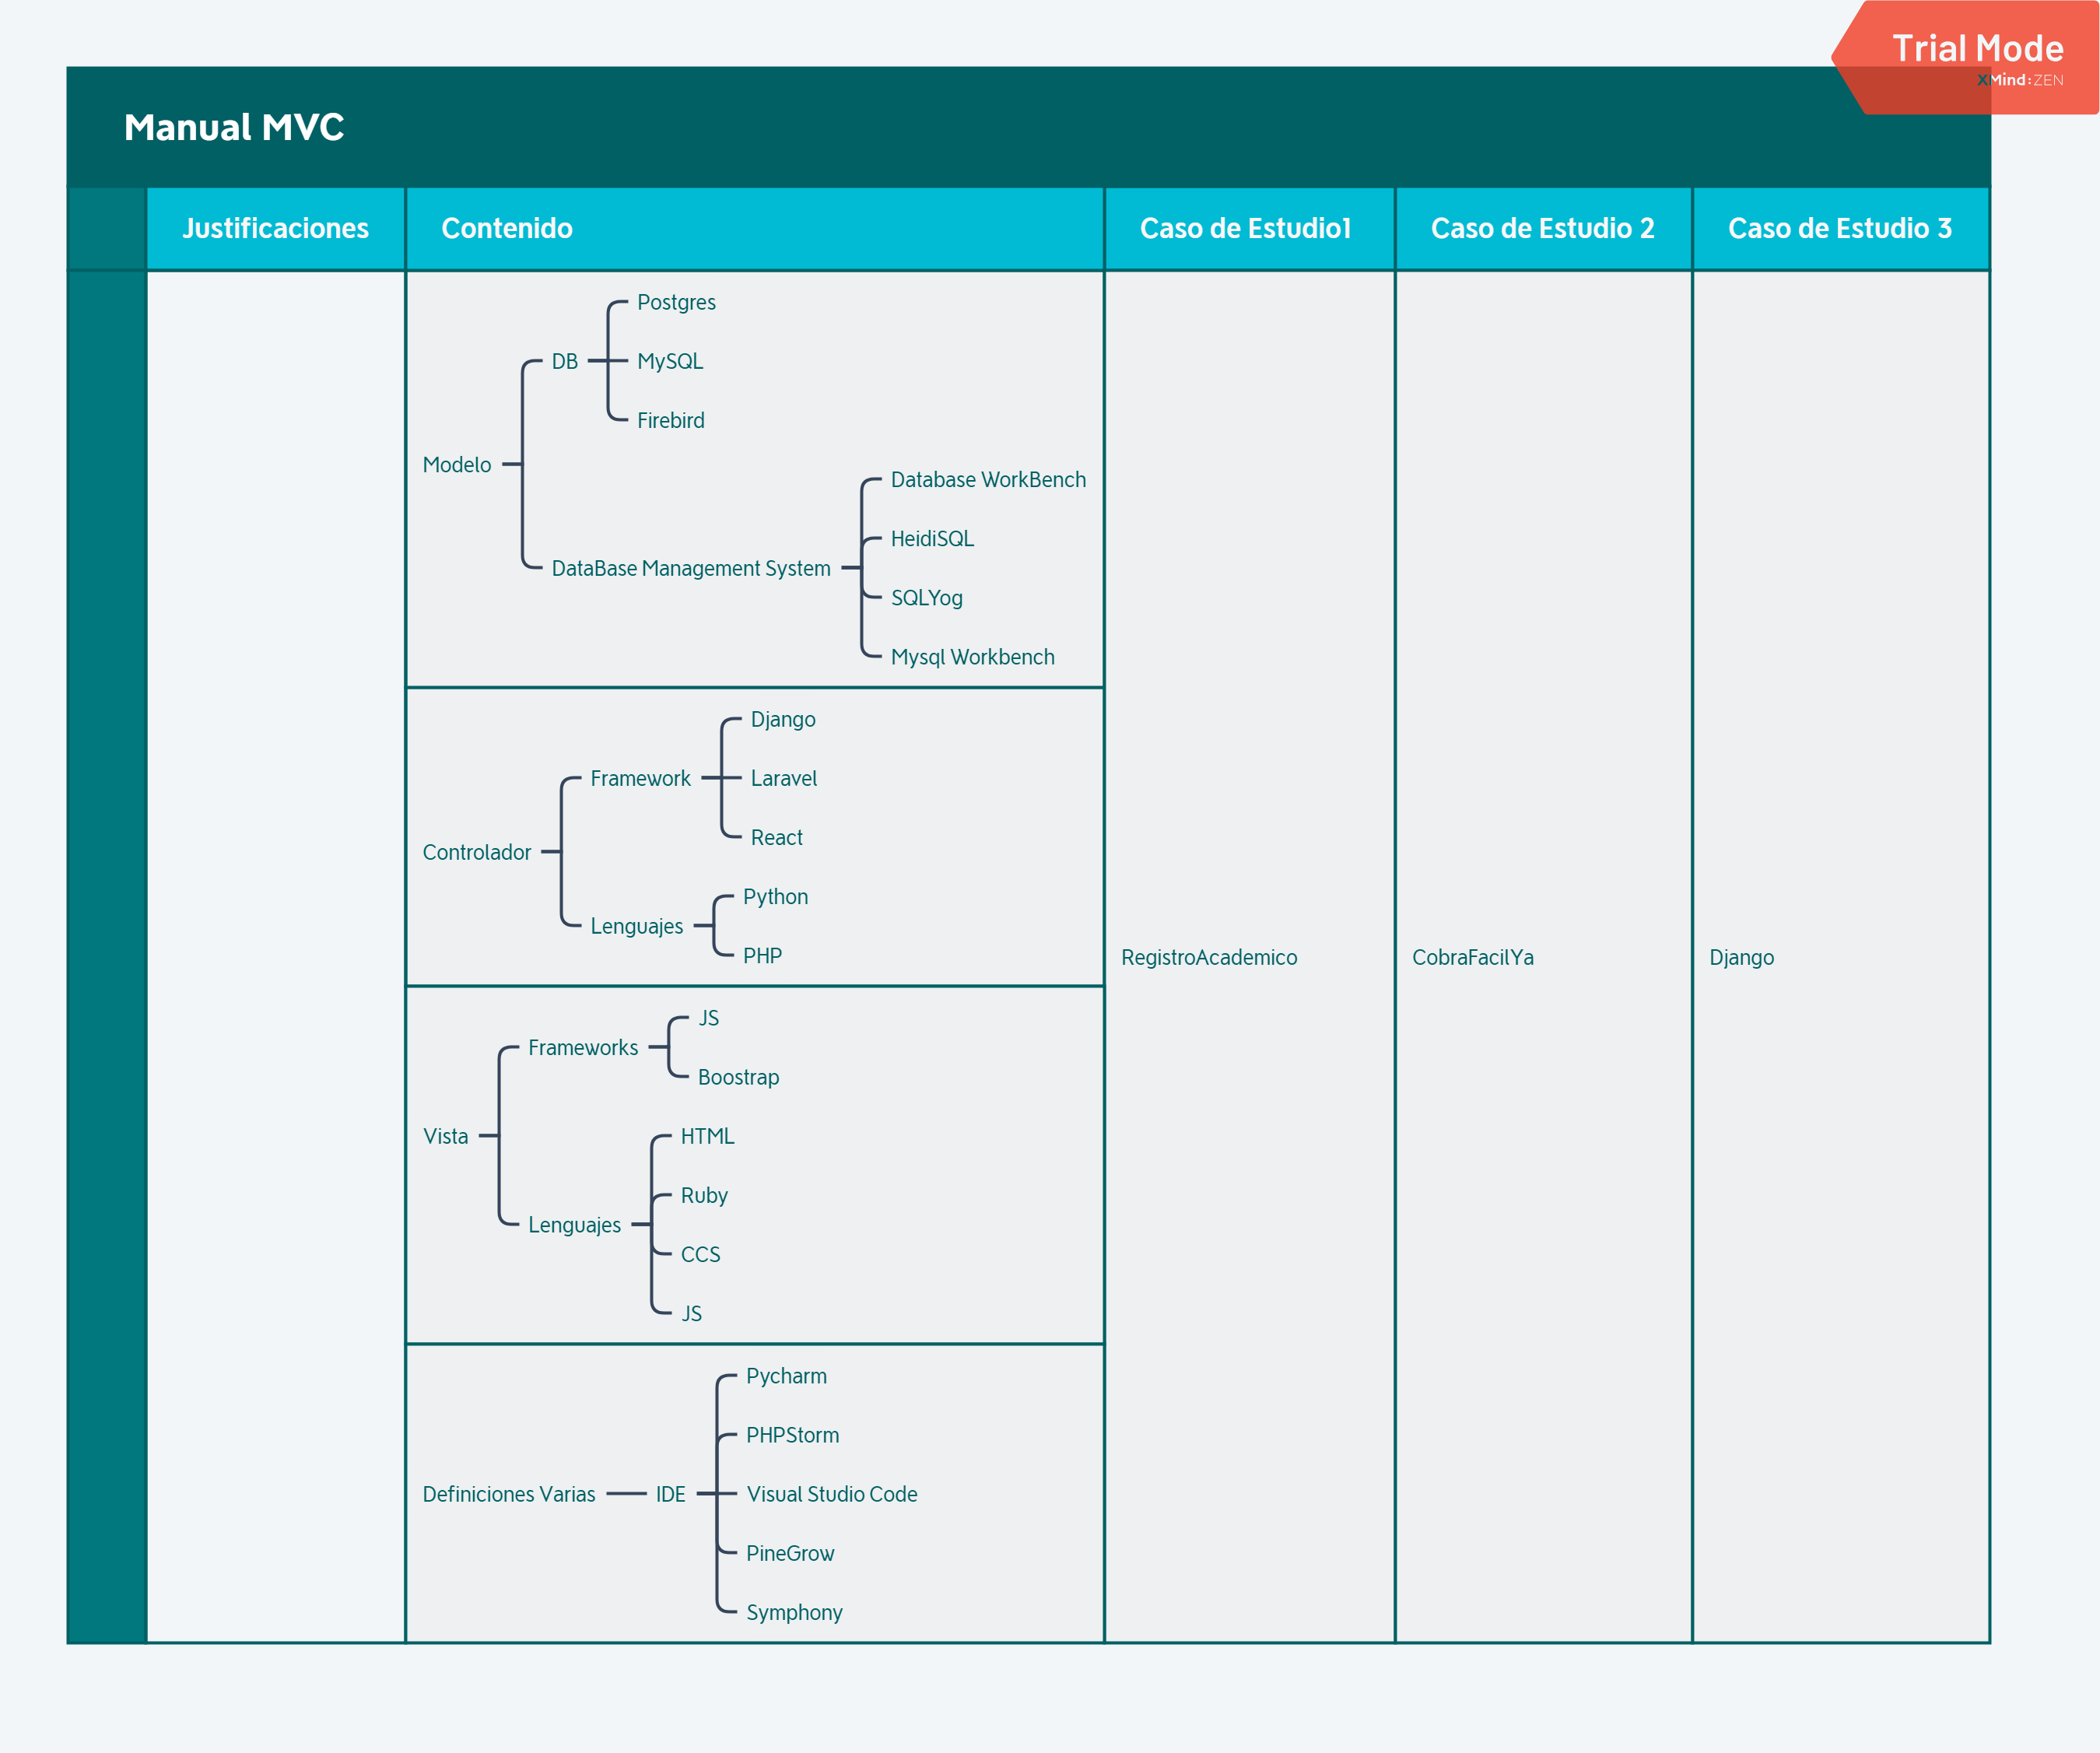 Trial Mode
XMind:ZEN
Manual MVC
Justificaciones
Contenido
Caso de Estudio1
Caso de Estudio 2
Caso de Estudio 3
Modelo
DB
Postgres
MySQL
Firebird
DataBase Management System
Database WorkBench
HeidiSQL
SQLYog
Mysql Workbench
Controlador
Framework
Django
Laravel
React
Lenguajes
Python
PHP
Vista
Frameworks
JS
Boostrap
Lenguajes
HTML
Ruby
CCS
JS
Definiciones Varias
IDE
Pycharm
PHPStorm
Visual Studio Code
PineGrow
Symphony
RegistroAcademico
CobraFacilYa
Django